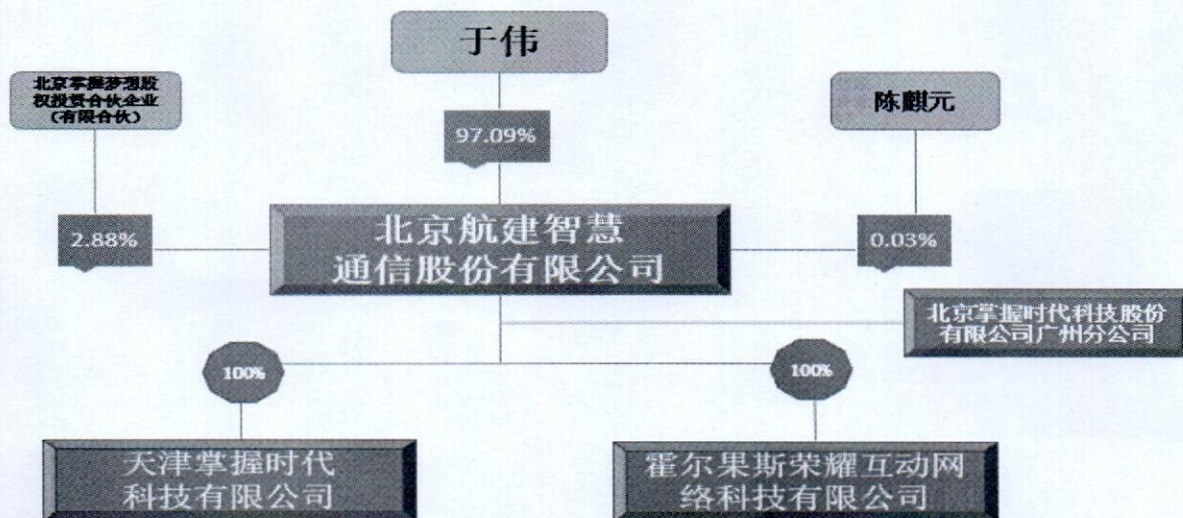 于伟
北京掌握梦想股
权投资合伙企业
（有限合伙）
陈麒元
97.09%
2.88%
北京航建智慧
通信股份有限公司
0.03%
北京掌握时代科技股份
有限公司广州分公司
100%
100%
天津掌握时代
科技有限公司
霍尔果斯荣耀互动网
络科技有限公司